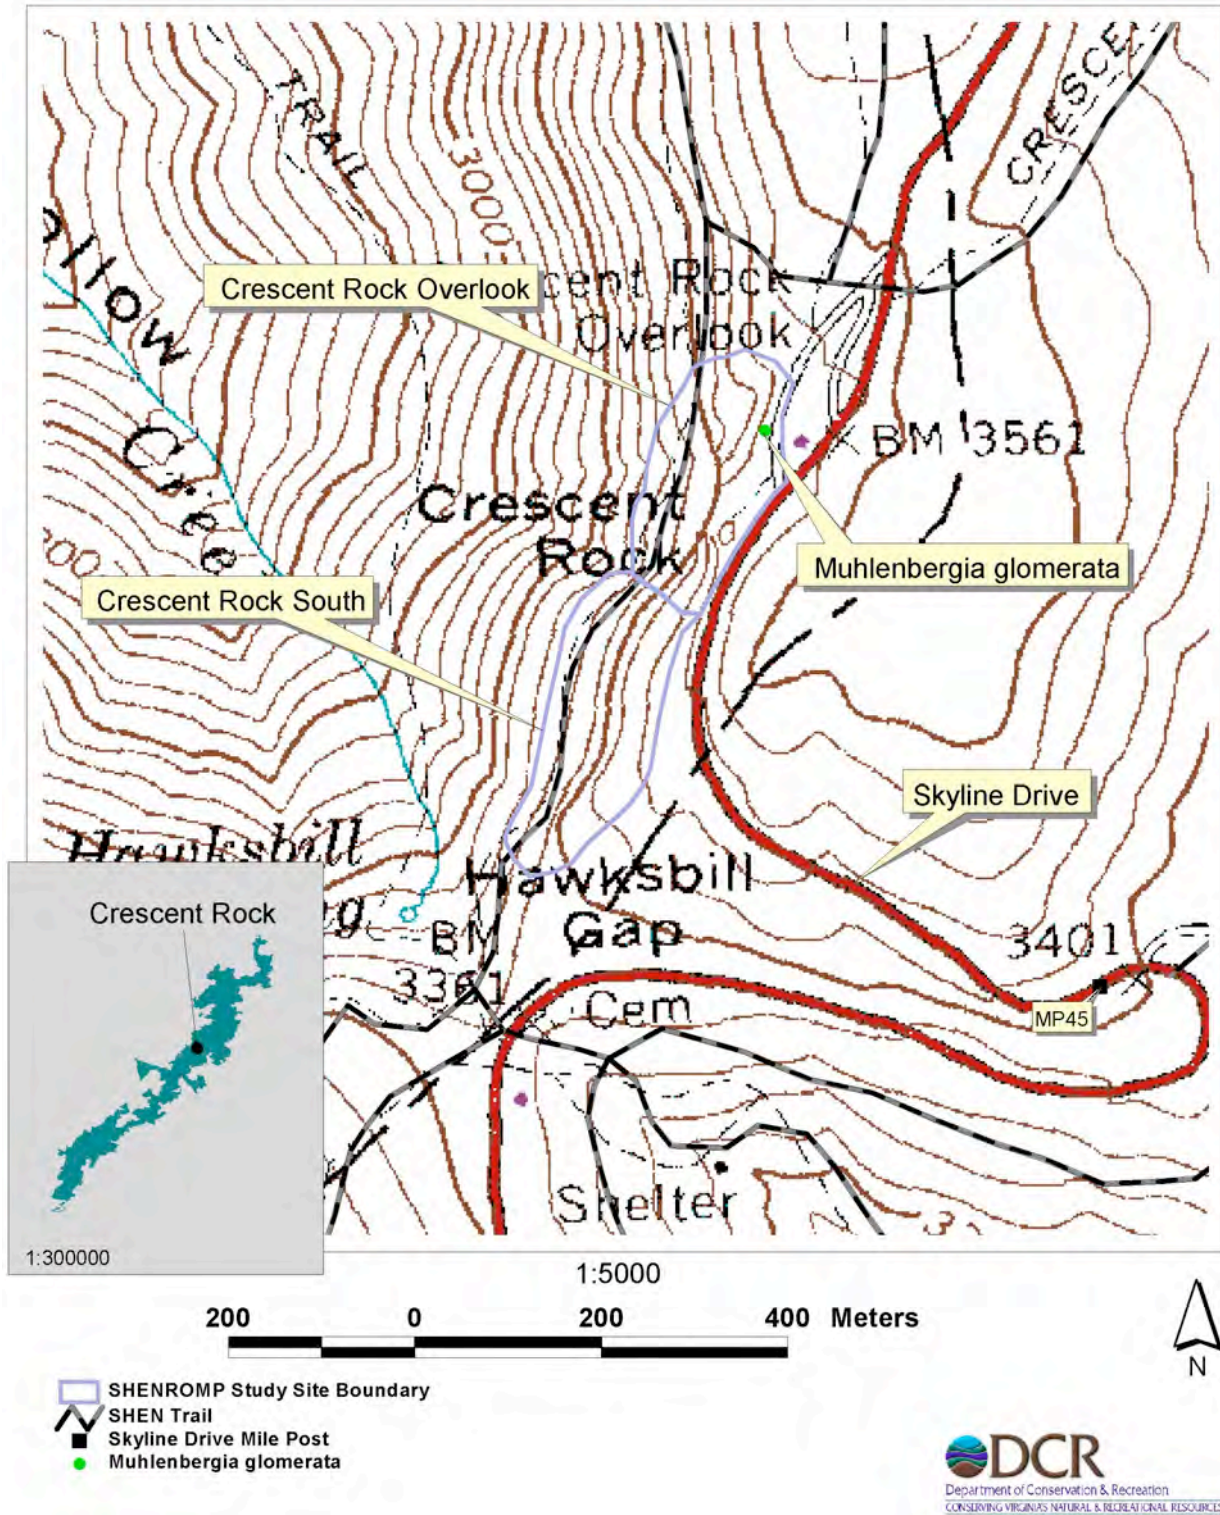 TRAIL
CRESCE
3000
ollow
Crescent Rock Overlook
cent Rock
Overlook
Cree
BM 3561
Crescent
Rock
Muhlenbergia glomerata
Crescent Rock South
Skyline Drive
Hawksbill
Hawksbill
Gap
3401
BM
3361
MP45
Cem
Shelter
Crescent Rock
1:300000
1:5000
200 0 200 400 Meters
N
SHENROMP Study Site Boundary
SHEN Trail
Skyline Drive Mile Post
Muhlenbergia glomerata
DCR
Department of Conservation & Recreation
CONSERVING VIRGINIA'S NATURAL & RECREATIONAL RESOURCES